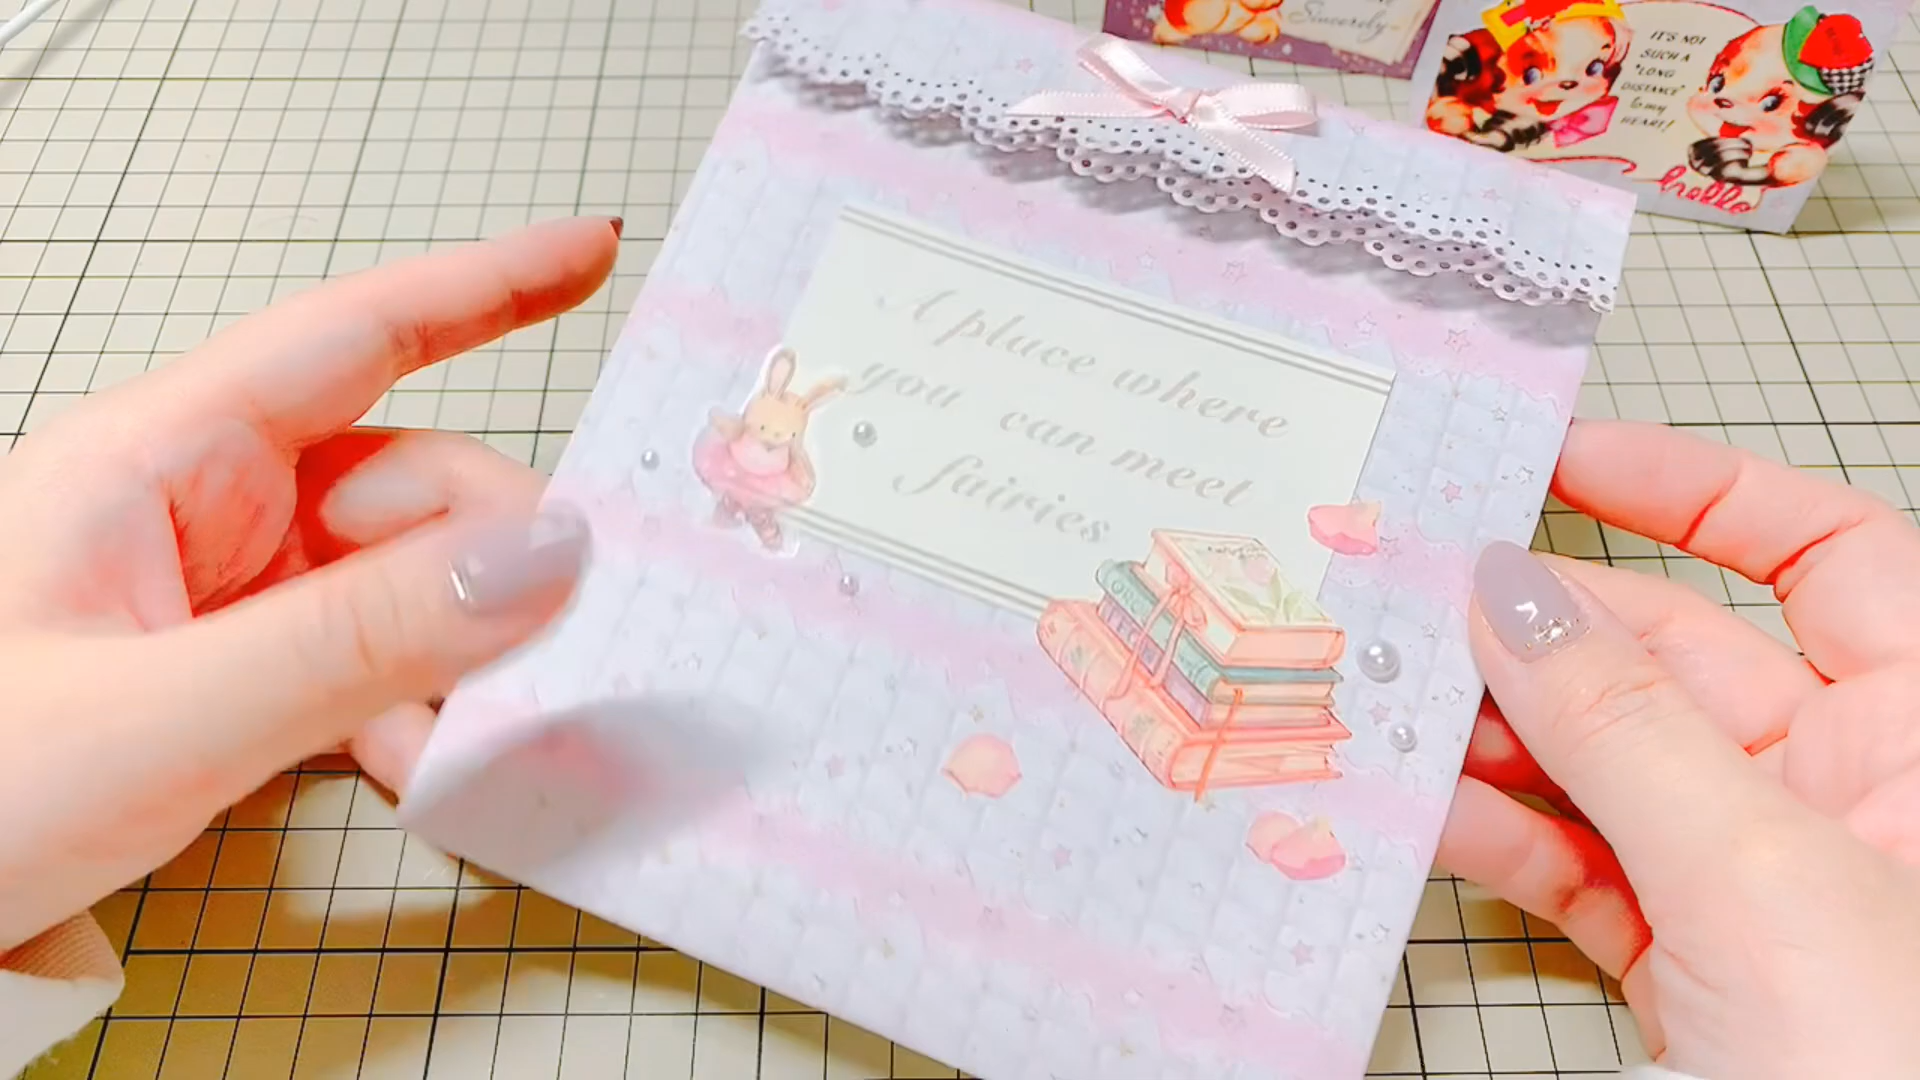 Sincerely~
IT'S NOT
SUCH A
"LONG
DISTANCE"
to my
HEART!
hello
A pluce where
you can meet
fairies